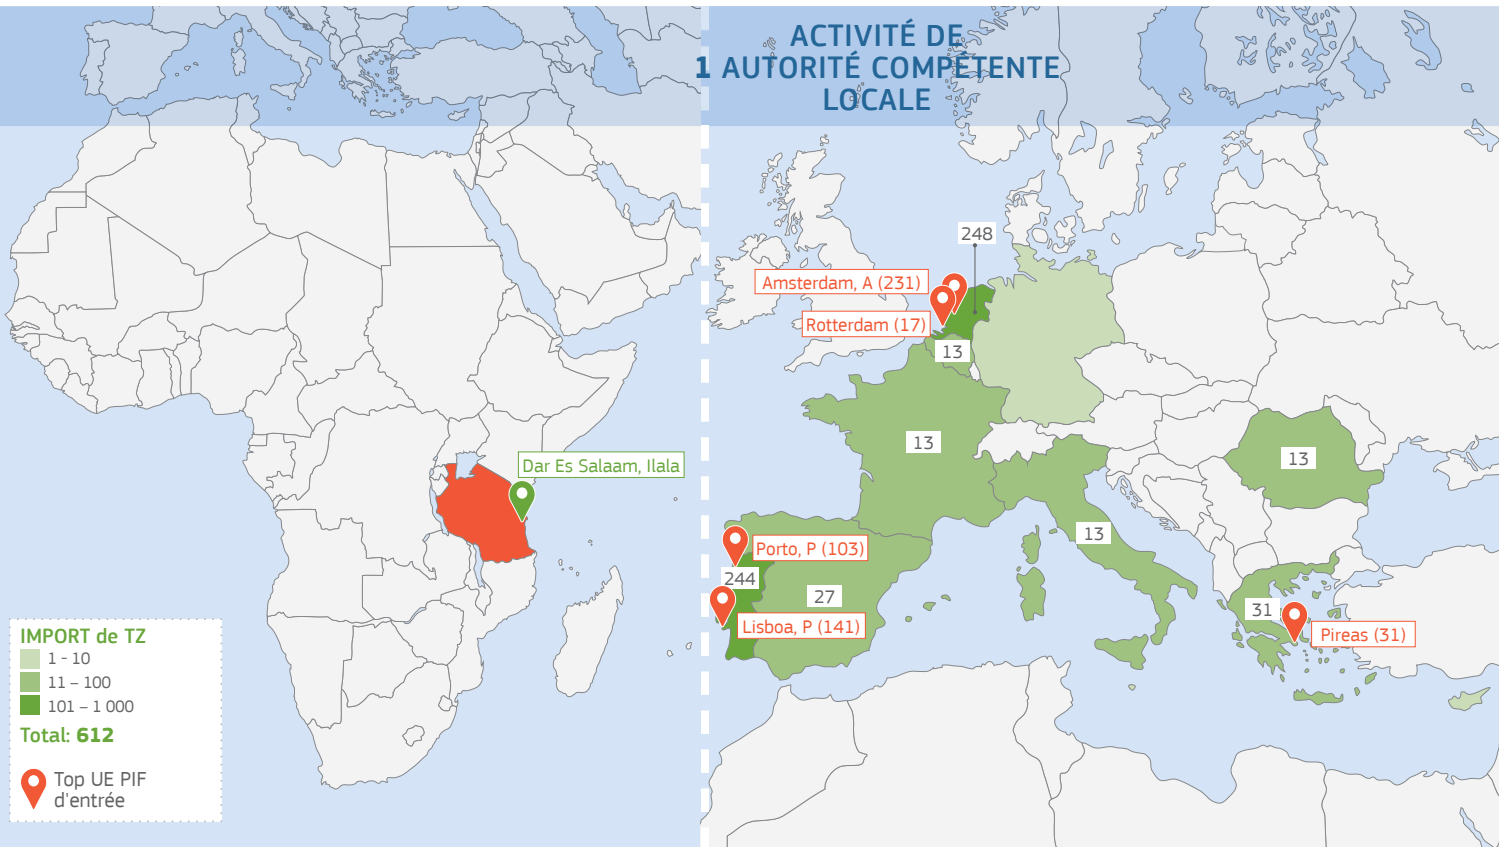 ACTIVITÉ DE
1 AUTORITÉ COMPÉTENTE
LOCALE
248
Amsterdam, A (231)
Rotterdam (17)
13
13
13
Dar Es Salaam, Ilala
13
Porto, P (103)
244
27
31
Lisboa, P (141)
Pireas (31)
IMPORT de TZ
1 - 10
11 – 100
101 – 1 000
Total: 612
Top UE PIF
d'entrée